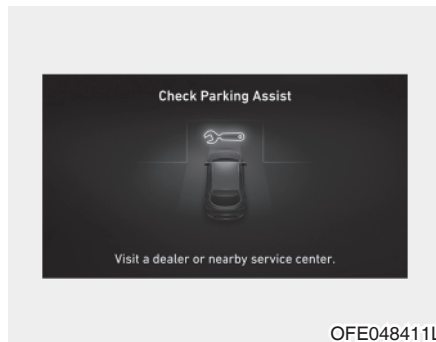 Check Parking Assist
Visit a dealer or nearby service center.
OFE048411L